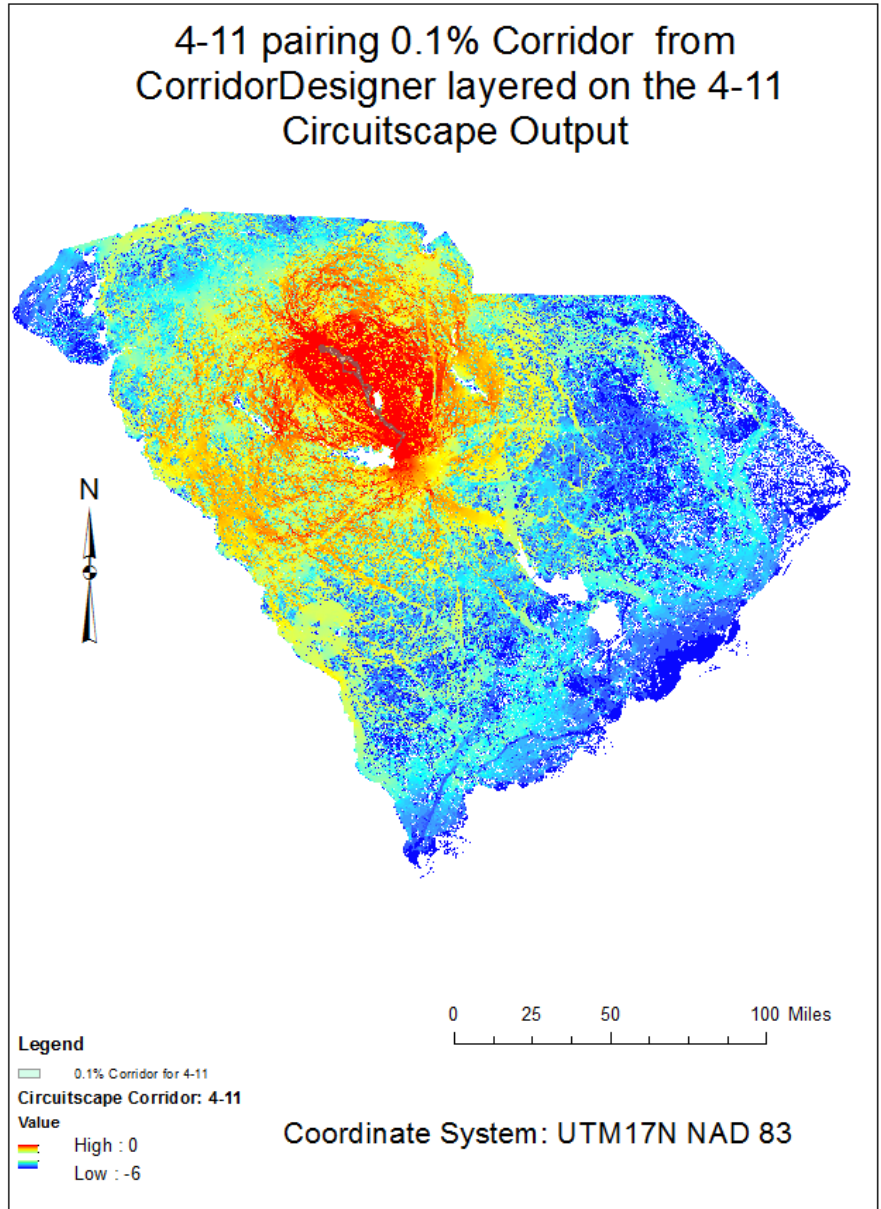 4-11 pairing 0.1% Corridor from
CorridorDesigner layered on the 4-11
Circuitscape Output
N
0 25 50 100 Miles
Legend
0.1% Corridor for 4-11
Circuitscape Corridor: 4-11
Value
High : 0
Low : -6
Coordinate System: UTM17N NAD 83